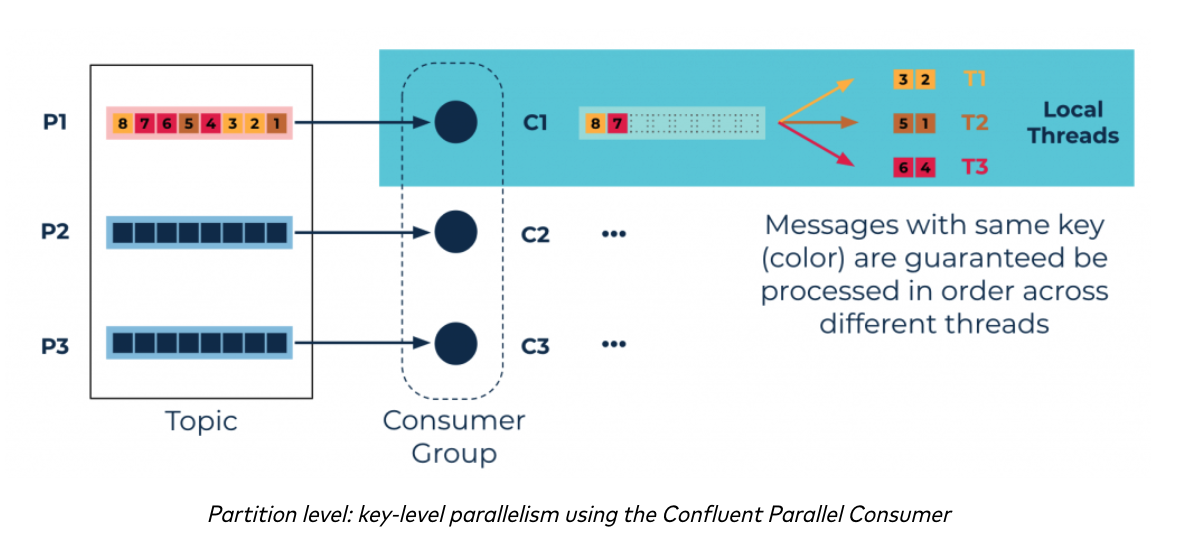 P1
8 7 6 5 4 3 2 1
C1
8 7
3 2 T1
5 1 T2
6 4 T3
Local
Threads
P2
C2
•••
P3
C3
•••
Messages with same key
(color) are guaranteed be
processed in order across
different threads
Topic
Consumer
Group
Partition level: key-level parallelism using the Confluent Parallel Consumer